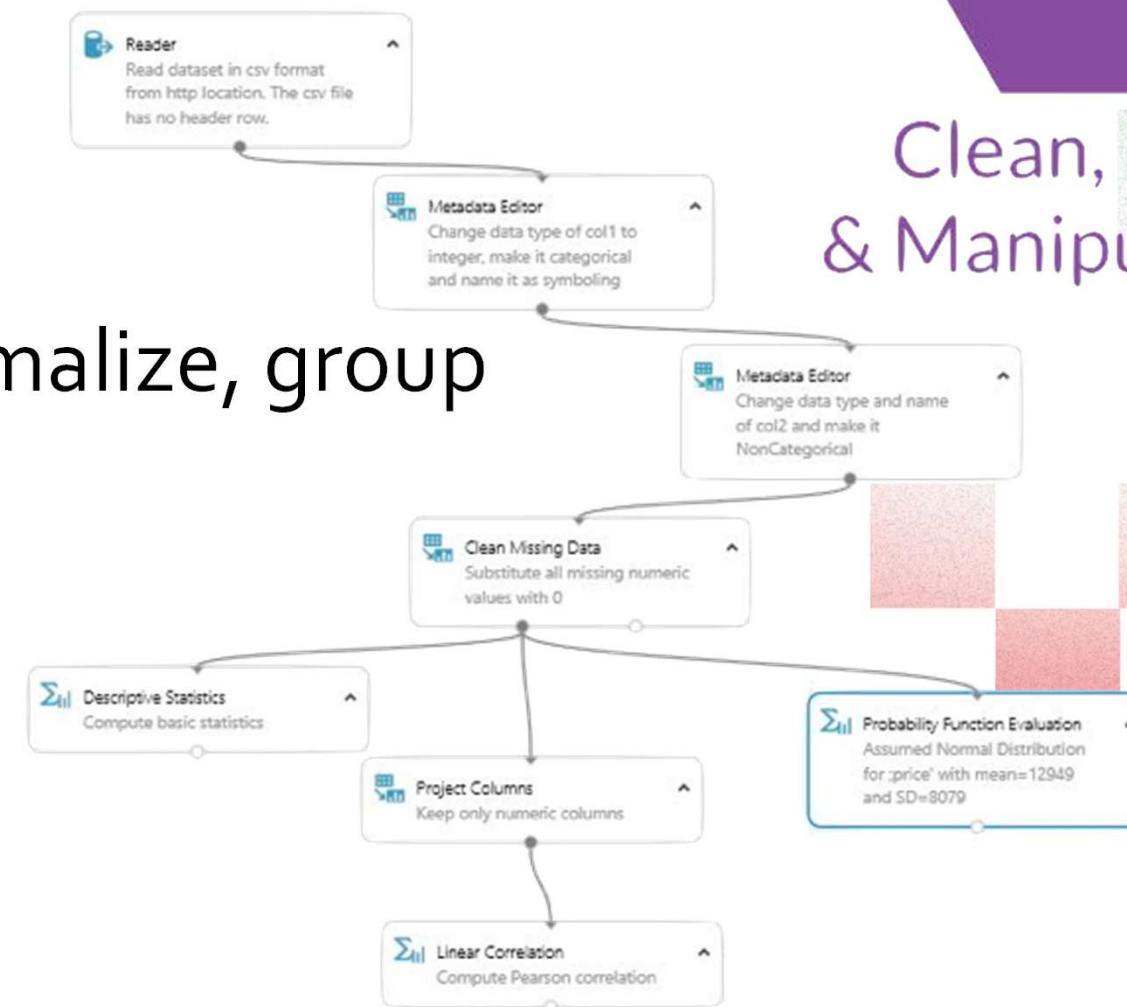 Reader
Read dataset in csv format
from http location. The csv file
has no header row.
Clean,
& Manipu
Metadata Editor
Change data type of col1 to
integer, make it categorical
and name it as symboling
malize, group
Metadata Editor
Change data type and name
of col2 and make it
NonCategorical
Clean Missing Data
Substitute all missing numeric
values with 0
Descriptive Statistics
Compute basic statistics
Probability Function Evaluation
Assumed Normal Distribution
for ;price' with mean=12949
and SD=8079
Project Columns
Keep only numeric columns
Linear Correlation
Compute Pearson correlation